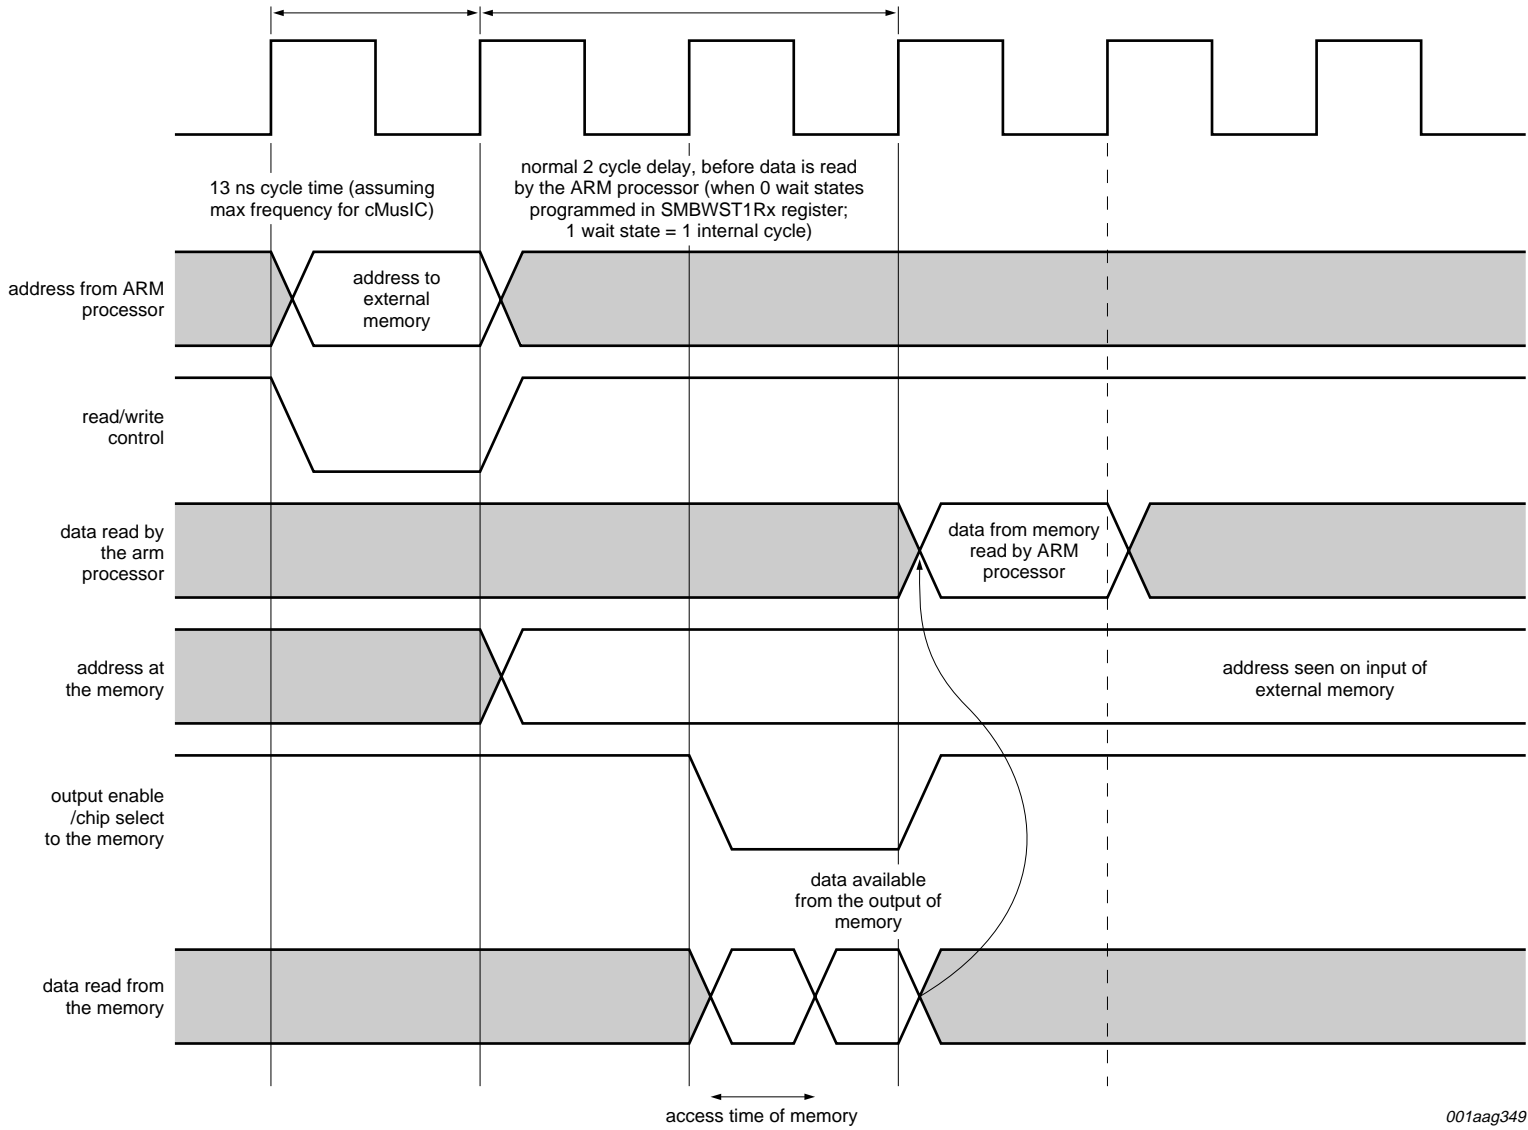 13 ns cycle time (assuming
max frequency for cMusIC)
normal 2 cycle delay, before data is read
by the ARM processor (when 0 wait states
programmed in SMBWST1Rx register;
1 wait state = 1 internal cycle)
address from ARM
processor
address to
external
memory
read/write
control
data read by
the arm
processor
data from memory
read by ARM
processor
address at
the memory
address seen on input of
external memory
output enable
/chip select
to the memory
data available
from the output of
memory
data read from
the memory
access time of memory
001aag349